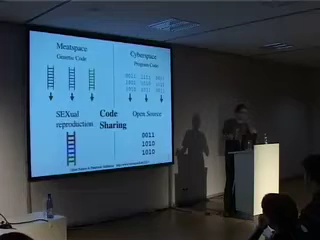 Meatspace
Genetic Code
Cyberspace
Program Code
SEXual
reproduction
Code
Sharing
Open Source
0011
1010
1010